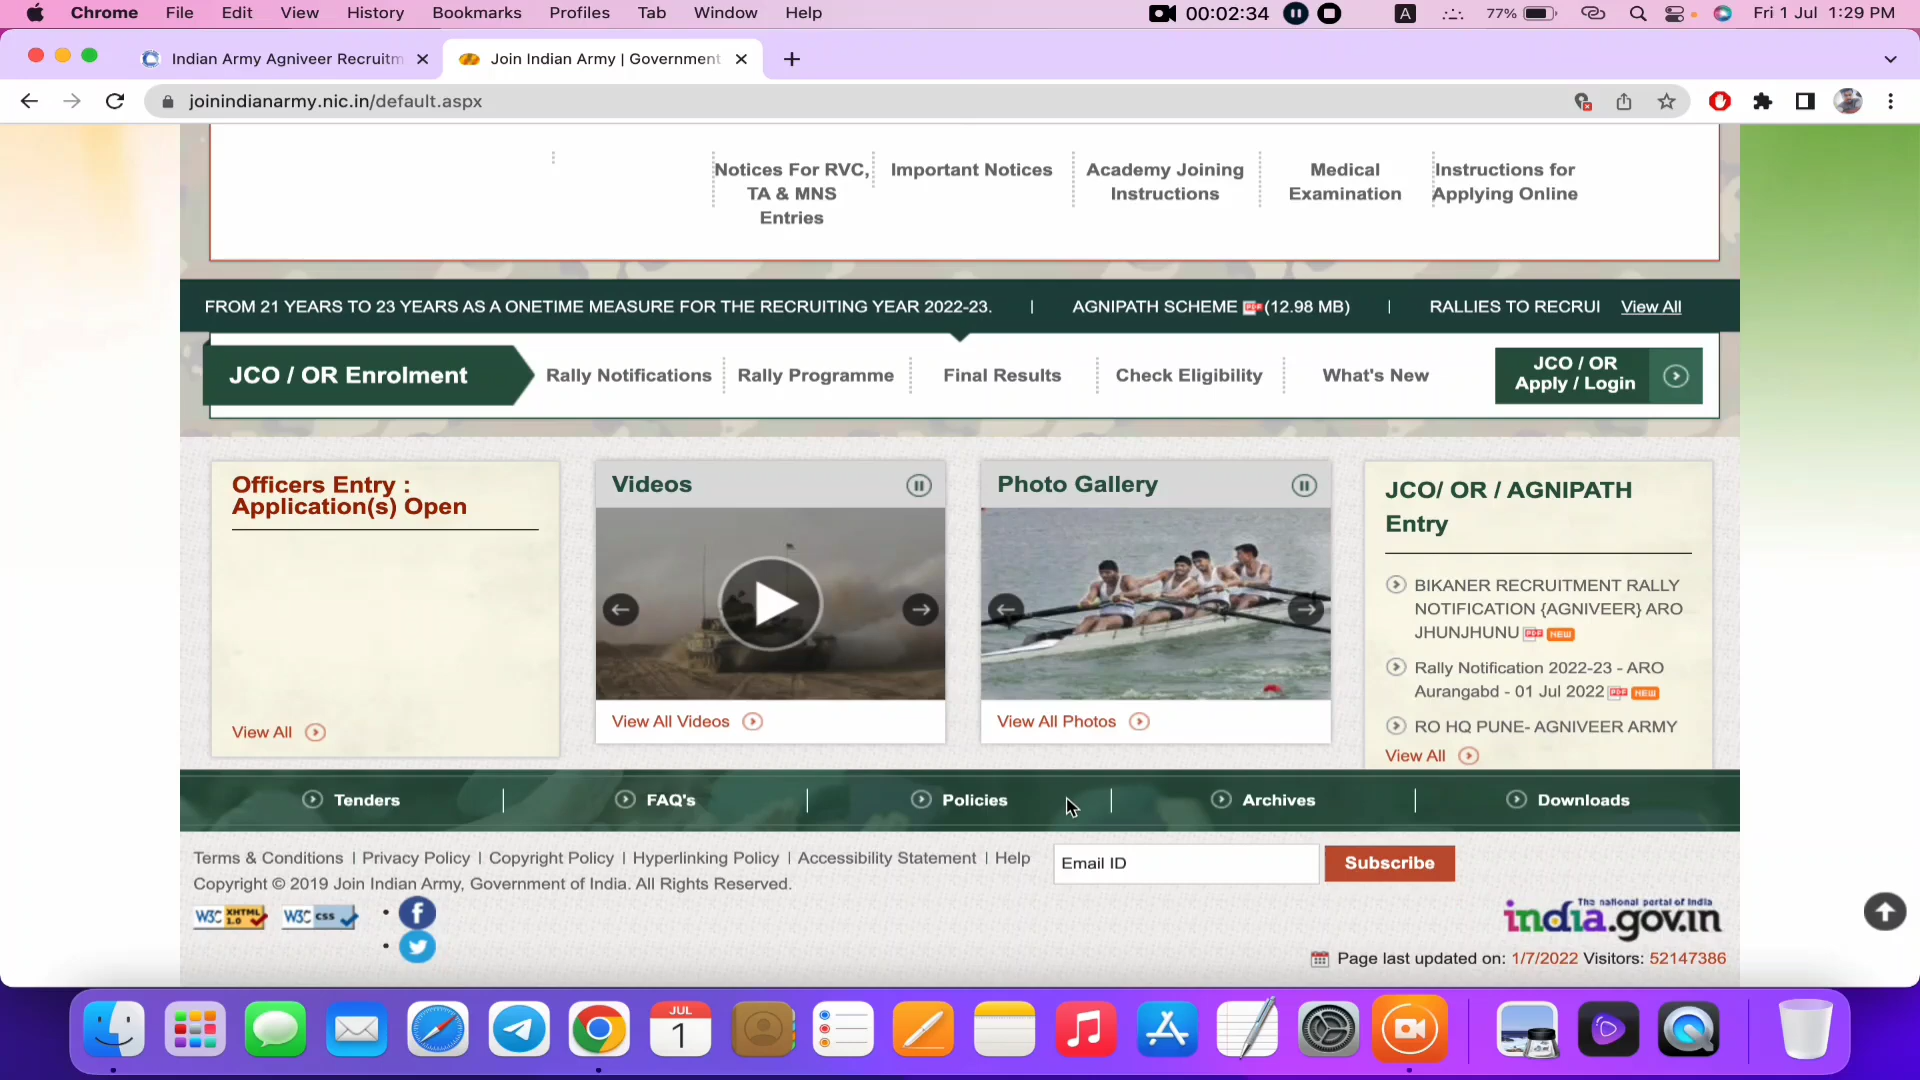 Chrome File Edit View History Bookmarks Profiles Tab Window Help 00:02:34 A 77% Fri 1 Jul 1:29 PM
Indian Army Agniveer Recruitm Join Indian Army | Government
joinindianarmy.nic.in/default.aspx
Notices For RVC, TA & MNS Entries
Important Notices
Academy Joining Instructions
Medical Examination
Instructions for Applying Online
FROM 21 YEARS TO 23 YEARS AS A ONETIME MEASURE FOR THE RECRUITING YEAR 2022-23. | AGNIPATH SCHEME PDF (12.98 MB) | RALLIES TO RECRUI View All
JCO / OR Enrolment
Rally Notifications Rally Programme Final Results Check Eligibility What's New
JCO / OR
Apply / Login
Officers Entry :
Application(s) Open
View All
Videos
View All Videos
Photo Gallery
View All Photos
JCO/ OR / AGNIPATH
Entry
BIKANER RECRUITMENT RALLY
NOTIFICATION {AGNIVEER} ARO
JHUNJHUNU PDF NEW
Rally Notification 2022-23 - ARO
Aurangabd - 01 Jul 2022 PDF NEW
RO HQ PUNE- AGNIVEER ARMY
View All
Tenders | FAQ's | Policies | Archives | Downloads
Terms & Conditions | Privacy Policy | Copyright Policy | Hyperlinking Policy | Accessibility Statement | Help
Copyright © 2019 Join Indian Army, Government of India. All Rights Reserved.
Email ID Subscribe
W3C XHTML 1.0 W3C css
f
The national portal of India
india.gov.in
Page last updated on: 1/7/2022 Visitors: 52147386
JUL
1